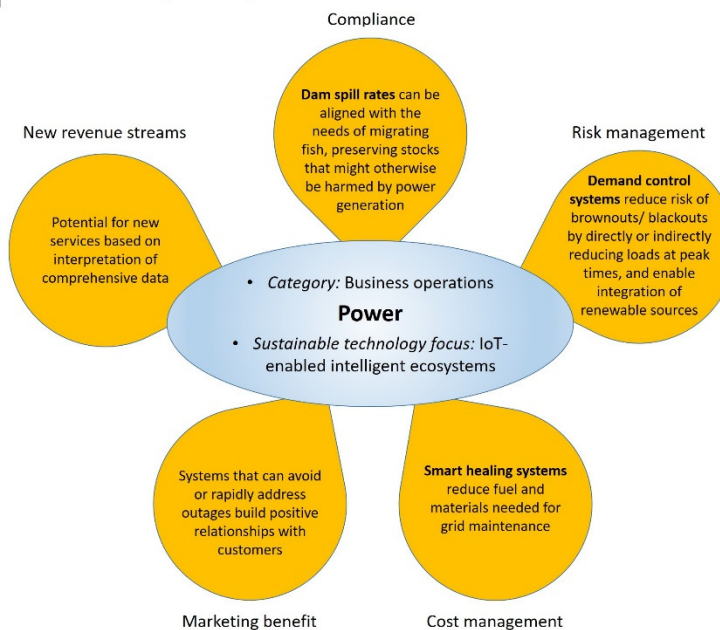 Compliance
Dam spill rates can be
aligned with the
needs of migrating
fish, preserving stocks
that might otherwise
be harmed by power
generation
New revenue streams
Potential for new
services based on
interpretation of
comprehensive data
Risk management
Demand control
systems reduce risk of
brownouts/ blackouts
by directly or indirectly
reducing loads at peak
times, and enable
integration of
renewable sources
• Category: Business operations
Power
• Sustainable technology focus: IoT-
enabled intelligent ecosystems
Systems that can avoid
or rapidly address
outages build positive
relationships with
customers
Marketing benefit
Smart healing systems
reduce fuel and
materials needed for
grid maintenance
Cost management